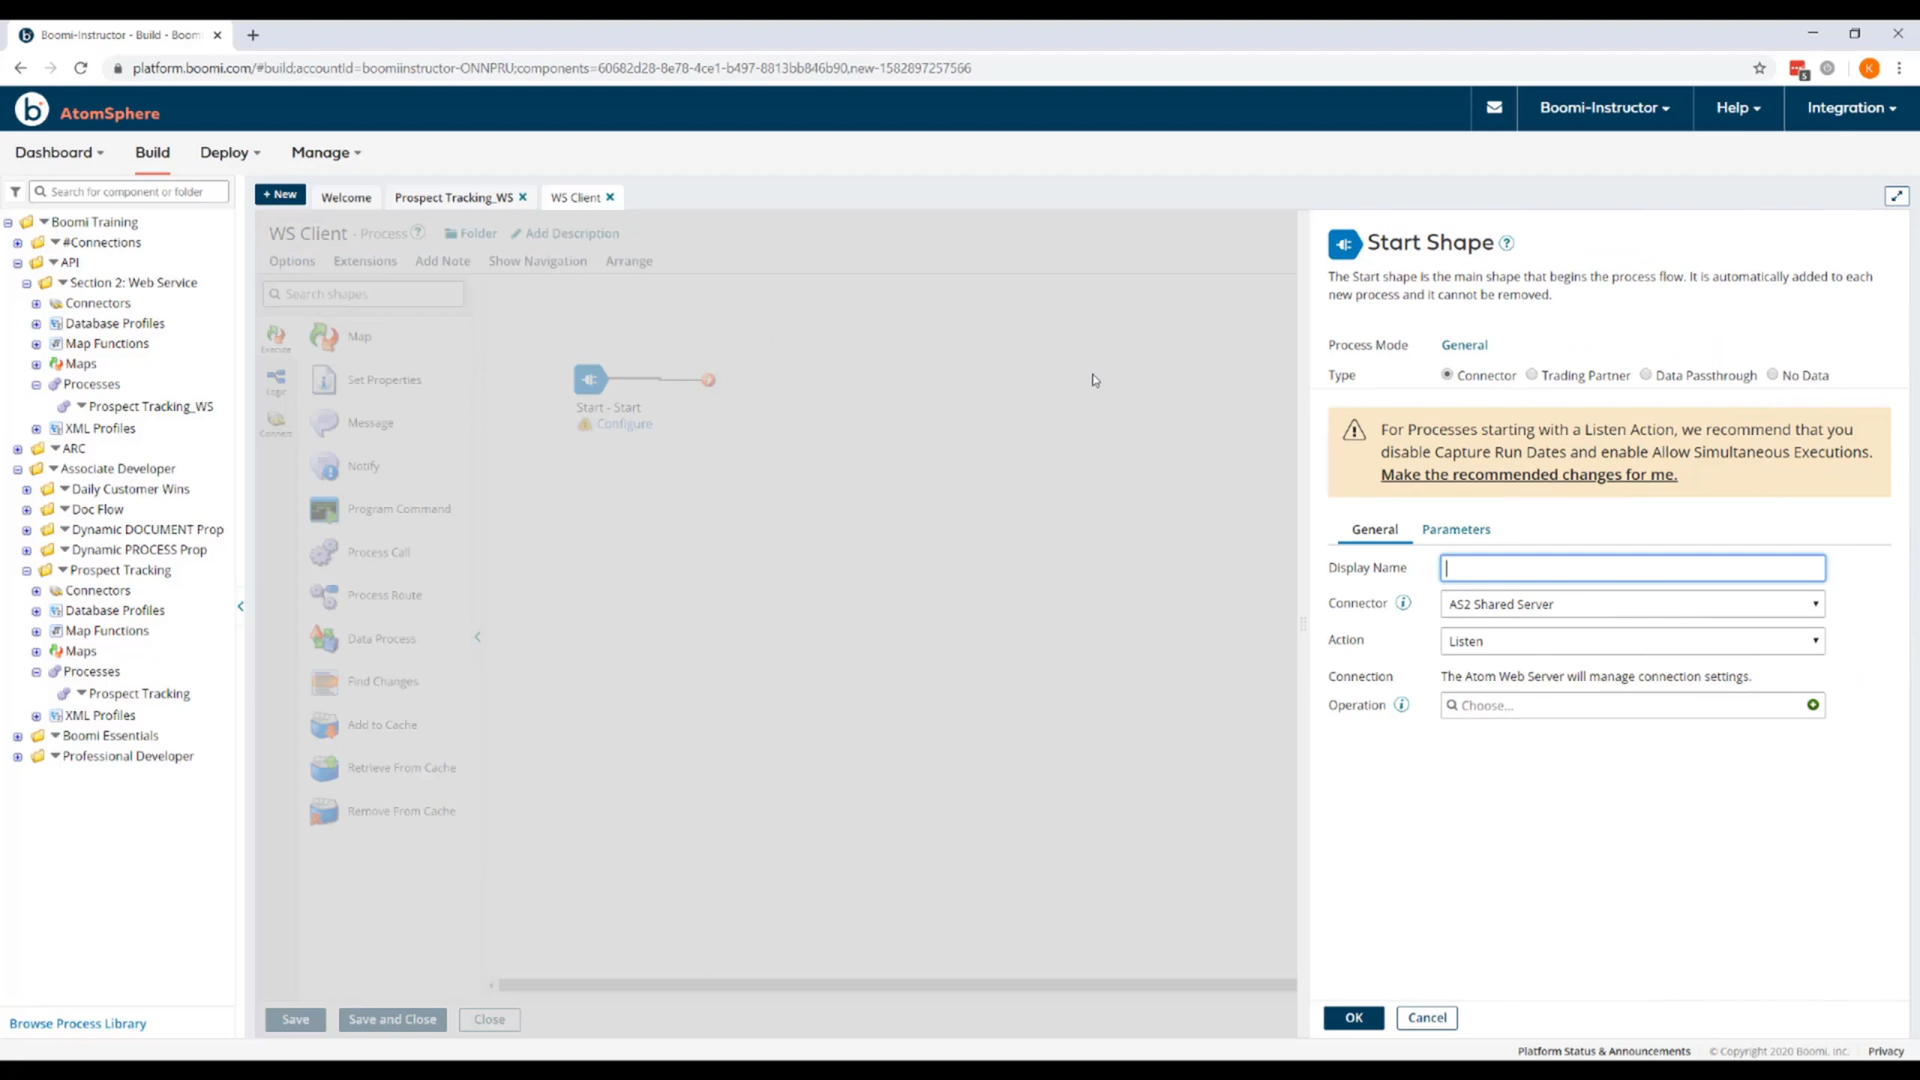 Boomi-Instructor - Build - Boomi
platform.boomi.com/#build;accountId=boomiinstructor-ONNPRU;components=60682d28-8e78-4ce1-b497-8813bb846b90,new-1582897257566
5
K
b AtomSphere
Boomi-Instructor
Help
Integration
Dashboard
Build
Deploy
Manage
Search for component or folder
+ New
Welcome
Prospect Tracking_WS
WS Client
Boomi Training
#Connections
API
Section 2: Web Service
Connectors
Database Profiles
Map Functions
Maps
Processes
Prospect Tracking_WS
XML Profiles
ARC
Associate Developer
Daily Customer Wins
Doc Flow
Dynamic DOCUMENT Prop
Dynamic PROCESS Prop
Prospect Tracking
Connectors
Database Profiles
Map Functions
Maps
Processes
Prospect Tracking
XML Profiles
Boomi Essentials
Professional Developer
Browse Process Library
WS Client - Process
Folder
Add Description
Options
Extensions
Add Note
Show Navigation
Arrange
Search shapes
Execute
Logic
Connect
Map
Set Properties
Message
Notify
Program Command
Process Call
Process Route
Data Process
Find Changes
Add to Cache
Retrieve From Cache
Remove From Cache
Start - Start
Configure
Save
Save and Close
Close
Start Shape
The Start shape is the main shape that begins the process flow. It is automatically added to each
new process and it cannot be removed.
Process Mode General
Type Connector Trading Partner Data Passthrough No Data
For Processes starting with a Listen Action, we recommend that you
disable Capture Run Dates and enable Allow Simultaneous Executions.
Make the recommended changes for me.
General Parameters
Display Name
Connector AS2 Shared Server
Action Listen
Connection The Atom Web Server will manage connection settings.
Operation Choose...
OK
Cancel
Platform Status & Announcements
© Copyright 2020 Boomi, Inc.
Privacy